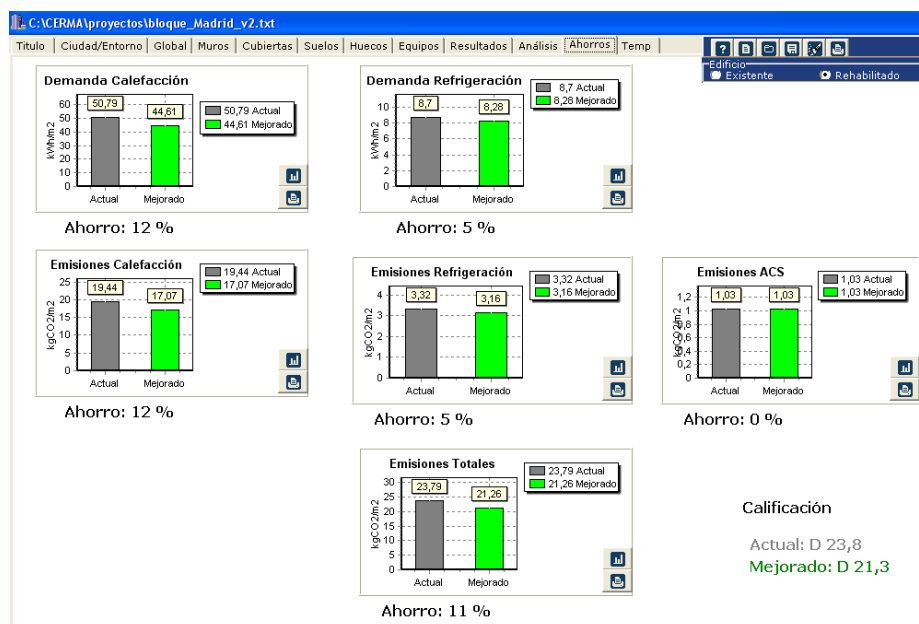 C:\CERMA\proyectos\bloque_Madrid_v2.txt
Titulo Ciudad/Entorno Global Muros Cubiertas Suelos Huecos Equipos Resultados Análisis Ahorros Temp
?
Edificio
Existente Rehabilitado
Demanda Calefacción
kWh/m2
60
50
40
30
20
10
0
50,79
44,61
Actual Mejorado
50,79 Actual
44,61 Mejorado
Ahorro: 12 %
Demanda Refrigeración
kWh/m2
10
8
6
4
2
0
8,7
8,28
Actual Mejorado
8,7 Actual
8,28 Mejorado
Ahorro: 5 %
Emisiones Calefacción
kgCO2/m2
25
20
15
10
5
0
19,44
17,07
Actual Mejorado
19,44 Actual
17,07 Mejorado
Ahorro: 12 %
Emisiones Refrigeración
kgCO2/m2
4
3
2
1
0
3,32
3,16
Actual Mejorado
3,32 Actual
3,16 Mejorado
Ahorro: 5 %
Emisiones ACS
kgCO2/m2
1,2
1
0,8
0,6
0,4
0,2
0
1,03
1,03
Actual Mejorado
1,03 Actual
1,03 Mejorado
Ahorro: 0 %
Emisiones Totales
kgCO2/m2
30
25
20
15
10
5
0
23,79
21,26
Actual Mejorado
23,79 Actual
21,26 Mejorado
Ahorro: 11 %
Calificación
Actual: D 23,8
Mejorado: D 21,3